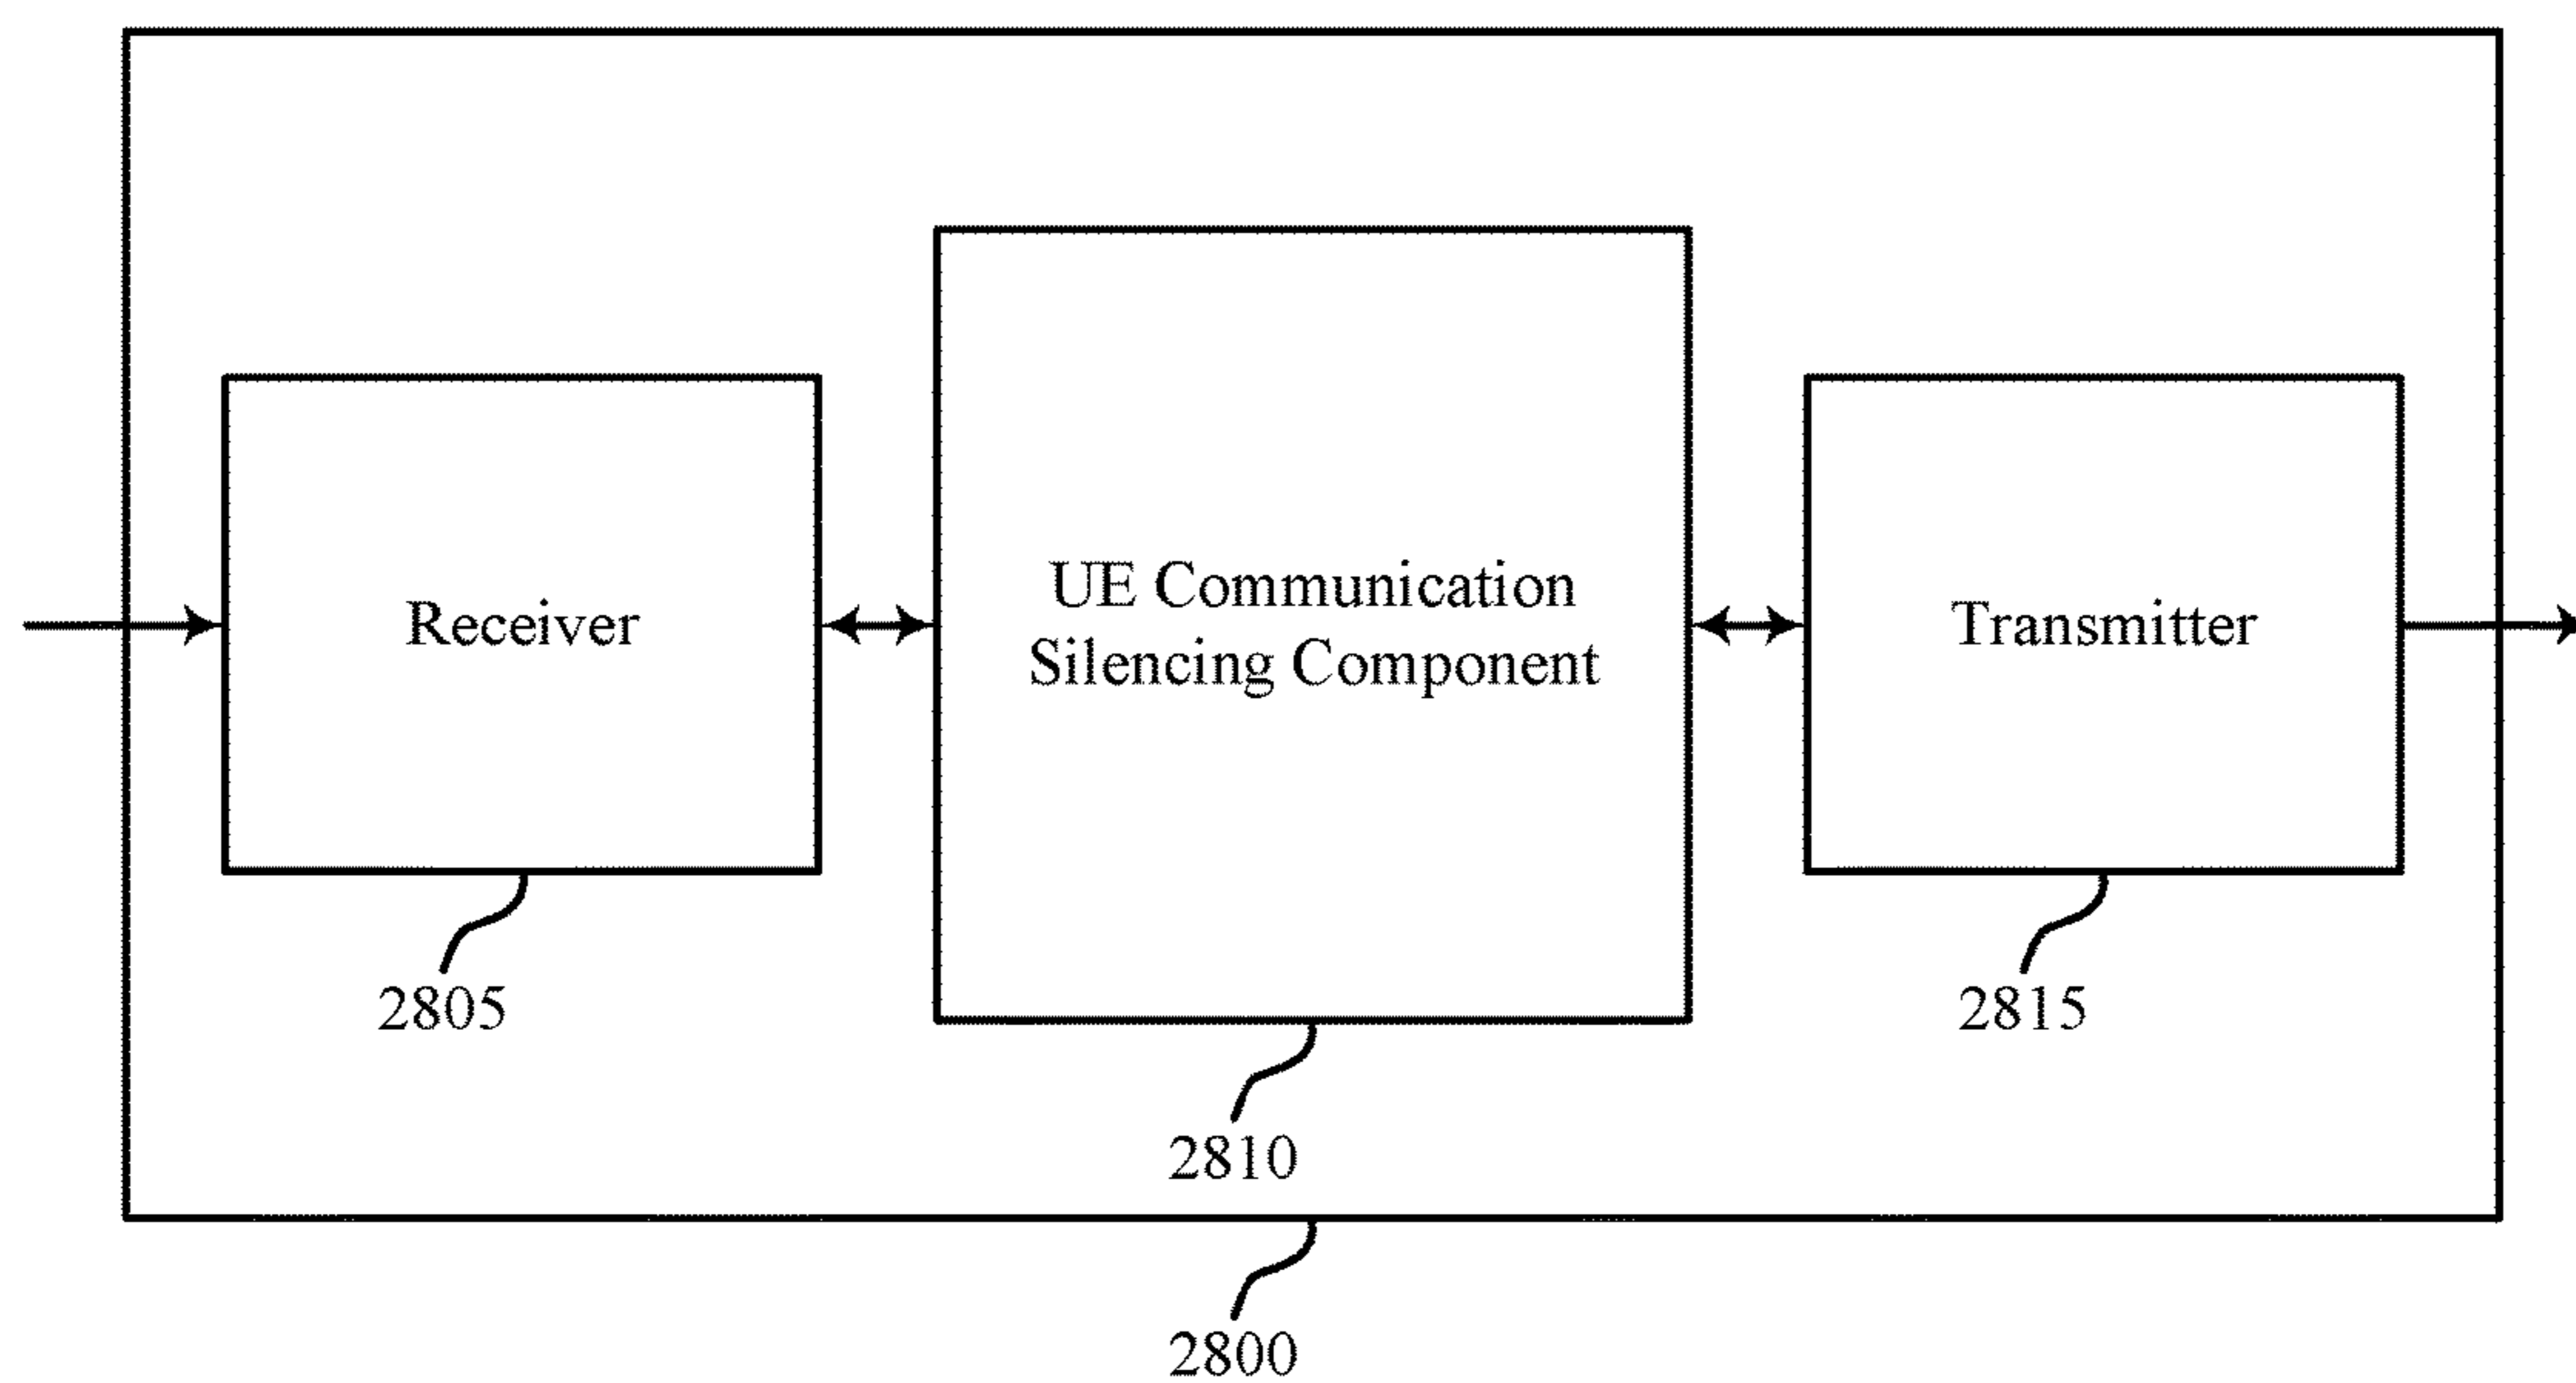 Receiver
UE Communication
Silencing Component
Transmitter
2805
2815
2810
2800